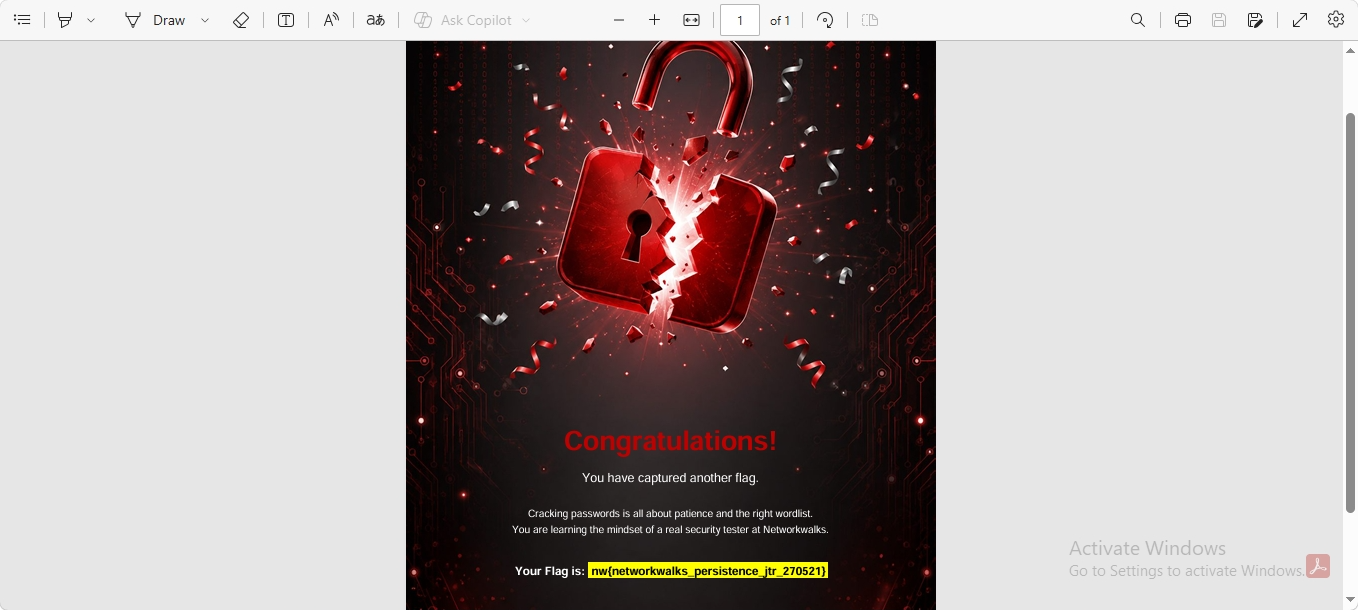 Draw
Ask Copilot
1
of 1
Congratulations!
You have captured another flag.
Cracking passwords is all about patience and the right wordlist.
You are learning the mindset of a real security tester at Networkwalks.
Your Flag is: nw{networkwalks_persistence_jtr_270521}
Activate Windows
Go to Settings to activate Windows.